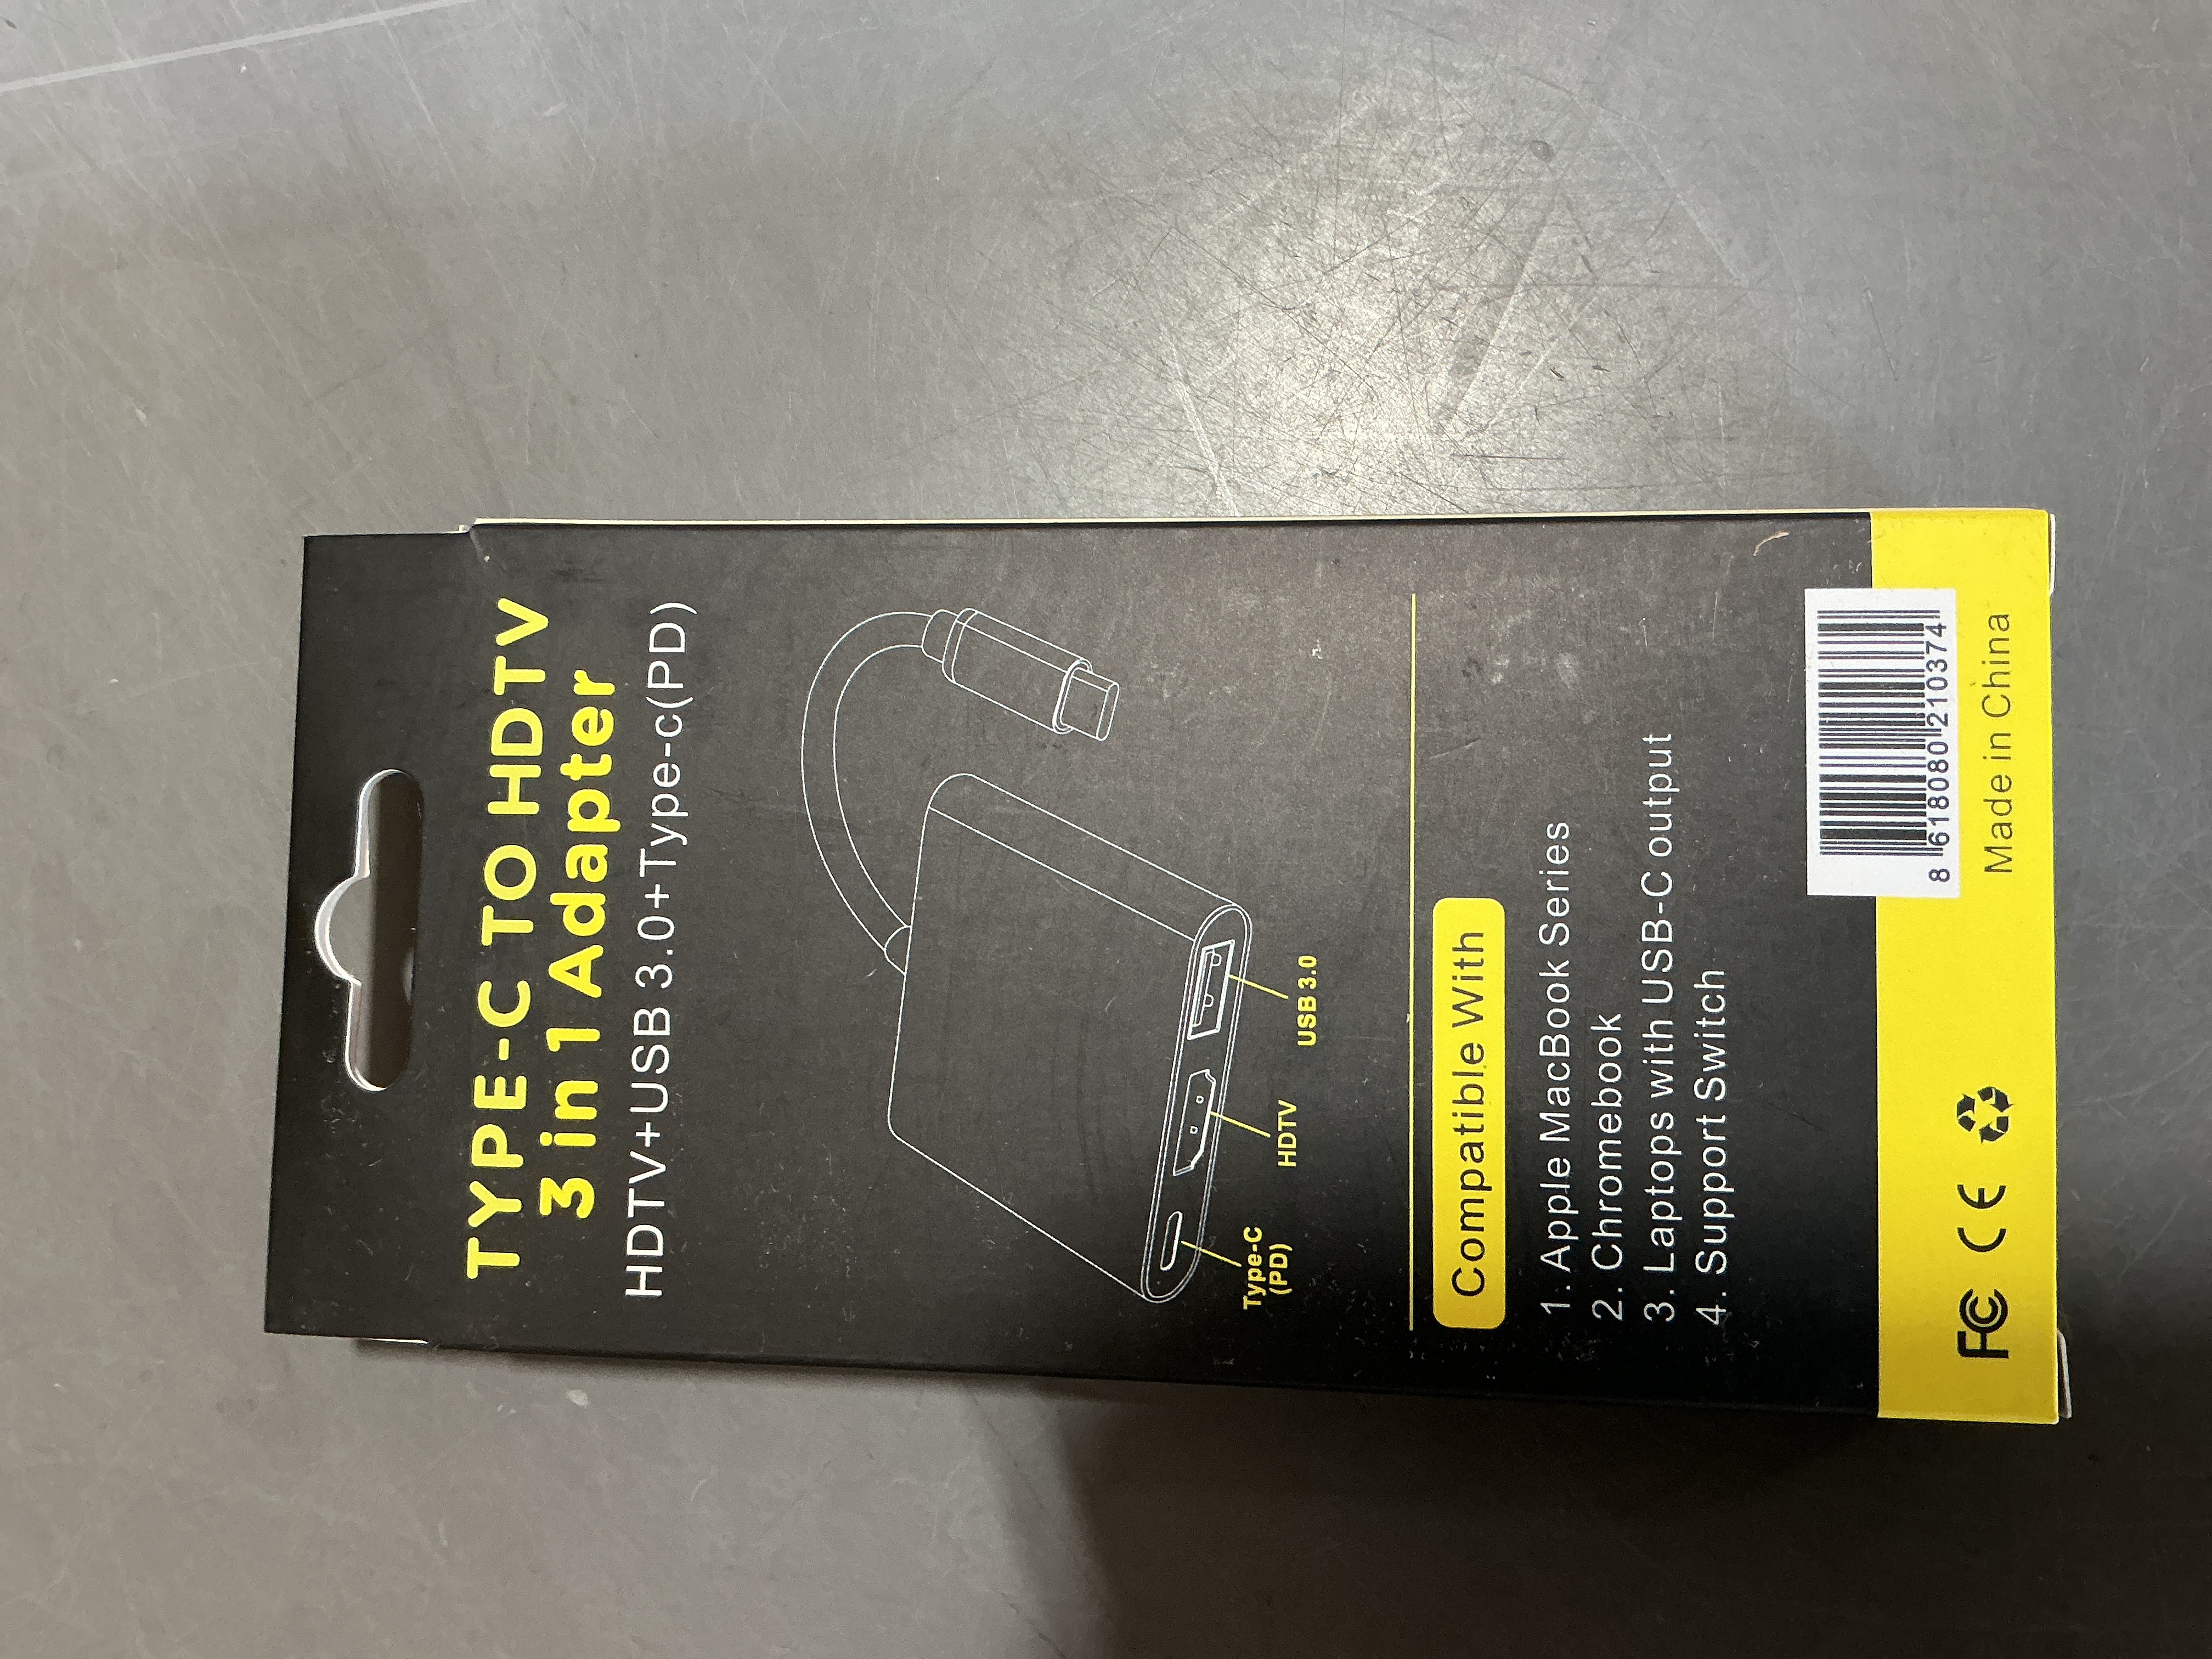 TYPE-C TO HDTV
3 in 1 Adapter
HDTV+USB 3.0+Type-c(PD)
Type-C
(PD)
HDTV
USB 3.0
Compatible With
1. Apple MacBook Series
2. Chromebook
3. Laptops with USB-C output
4. Support Switch
8 618080 210374
FC CE
Made in China